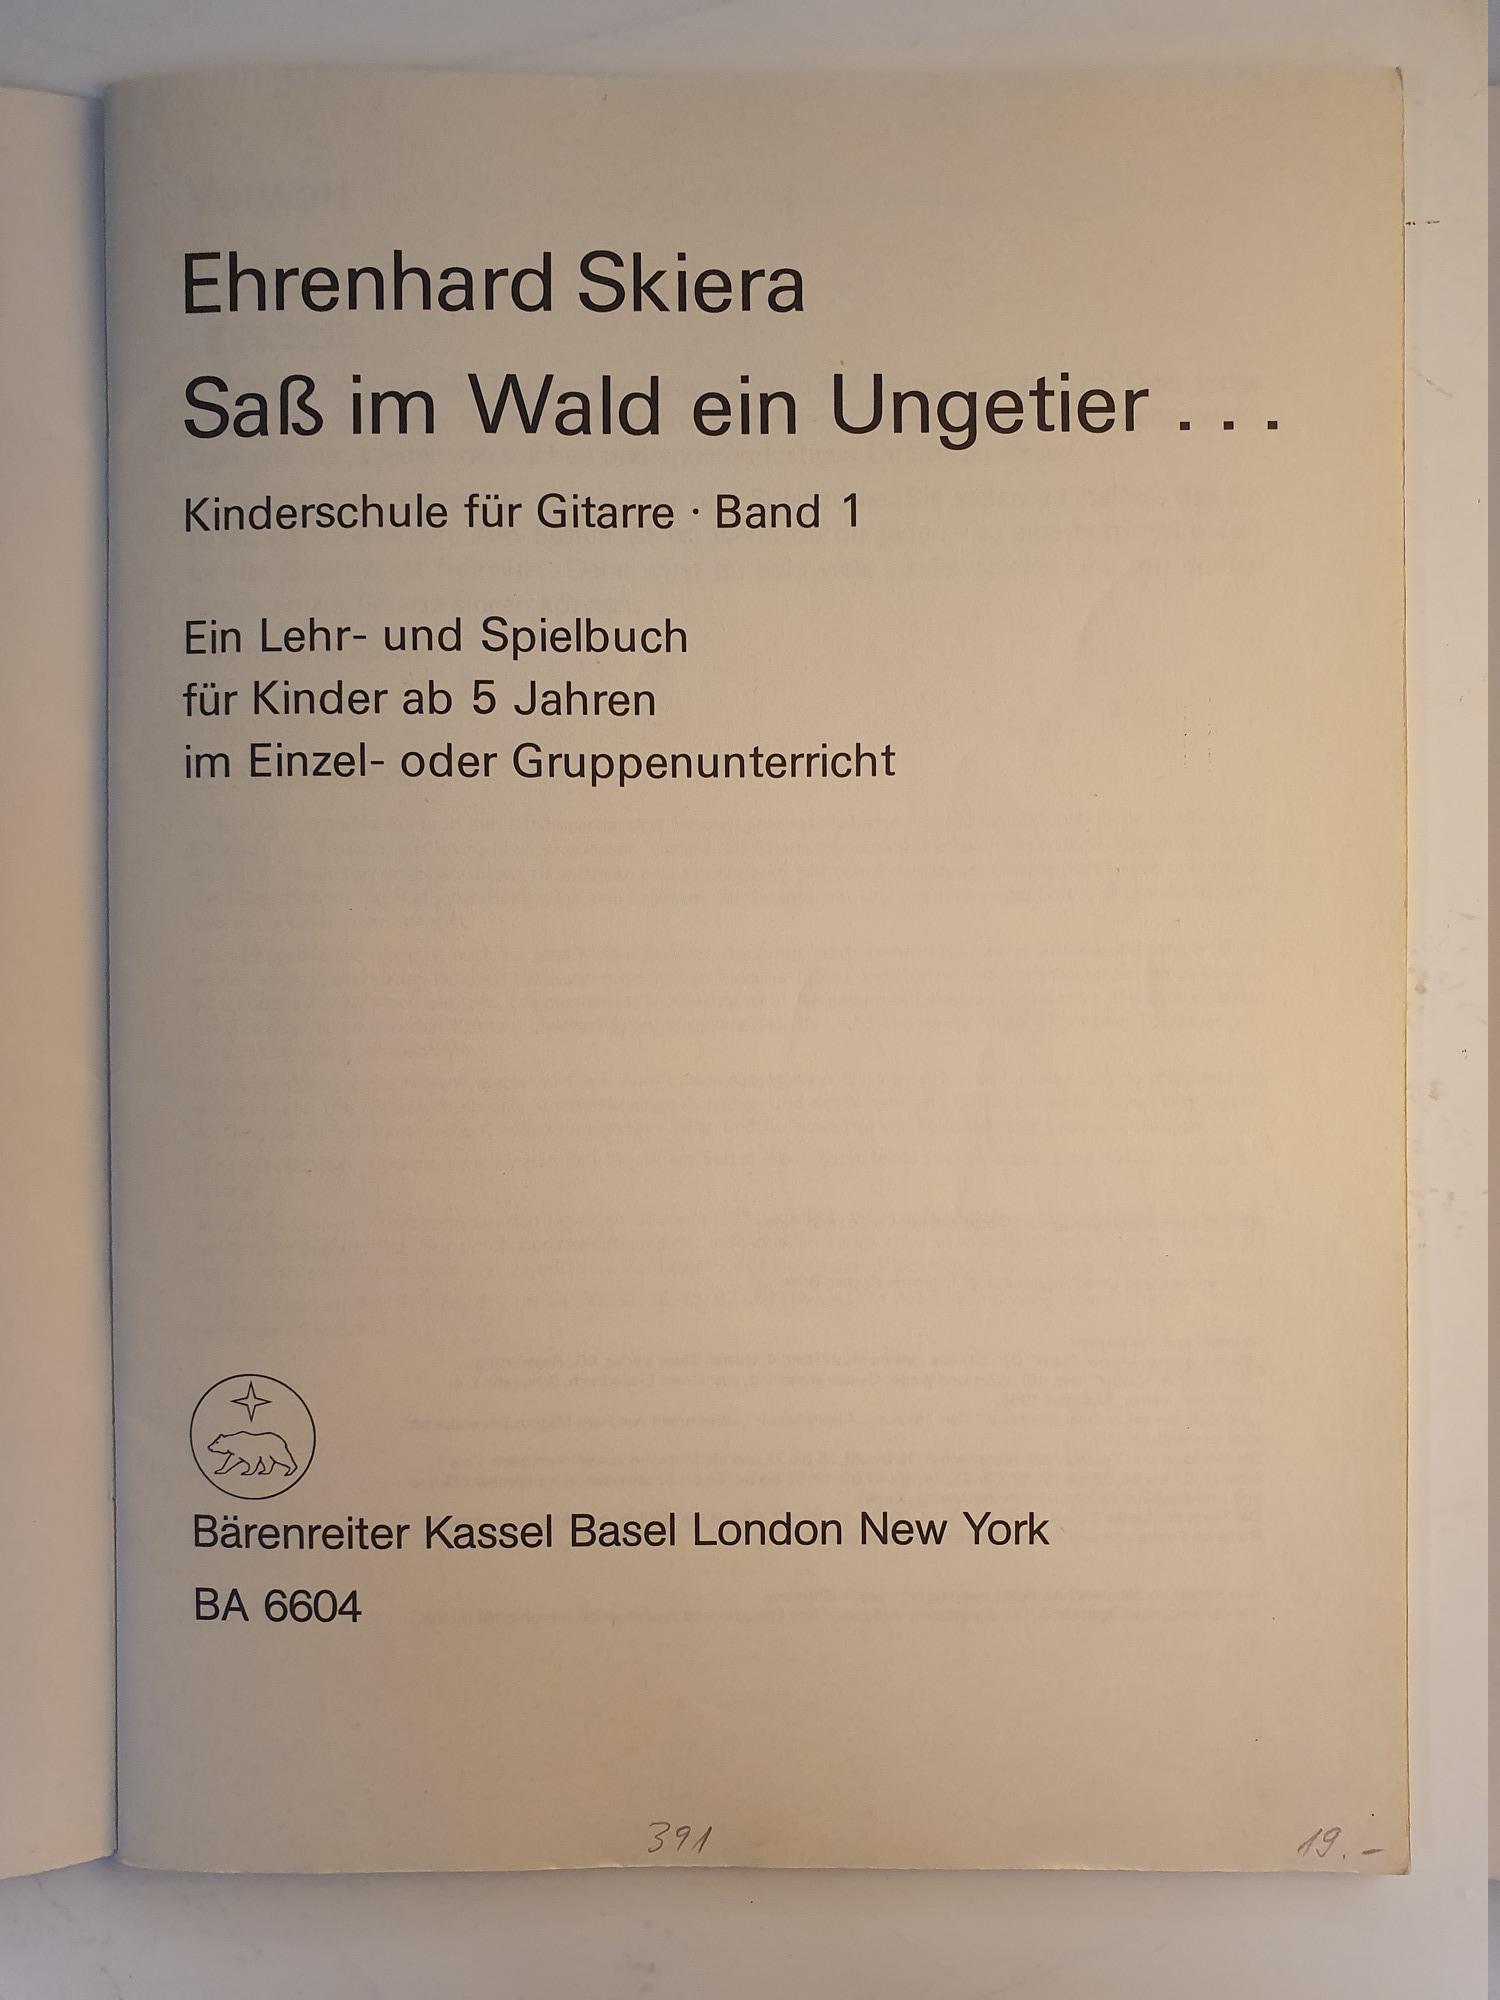 Ehrenhard Skiera
Saß im Wald ein Ungetier . . .
Kinderschule für Gitarre · Band 1
Ein Lehr- und Spielbuch
für Kinder ab 5 Jahren
im Einzel- oder Gruppenunterricht
Bärenreiter Kassel Basel London New York
BA 6604
391
19.-